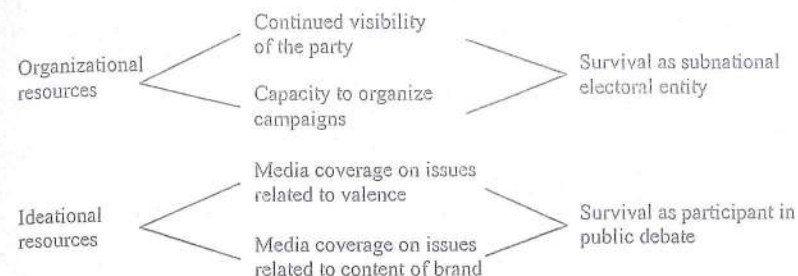 Continued visibility
of the party
Organizational
resources
Capacity to organize
campaigns
Survival as subnational
electoral entity
Media coverage on issues
related to valence
Ideational
resources
Media coverage on issues
related to content of brand
Survival as participant in
public debate